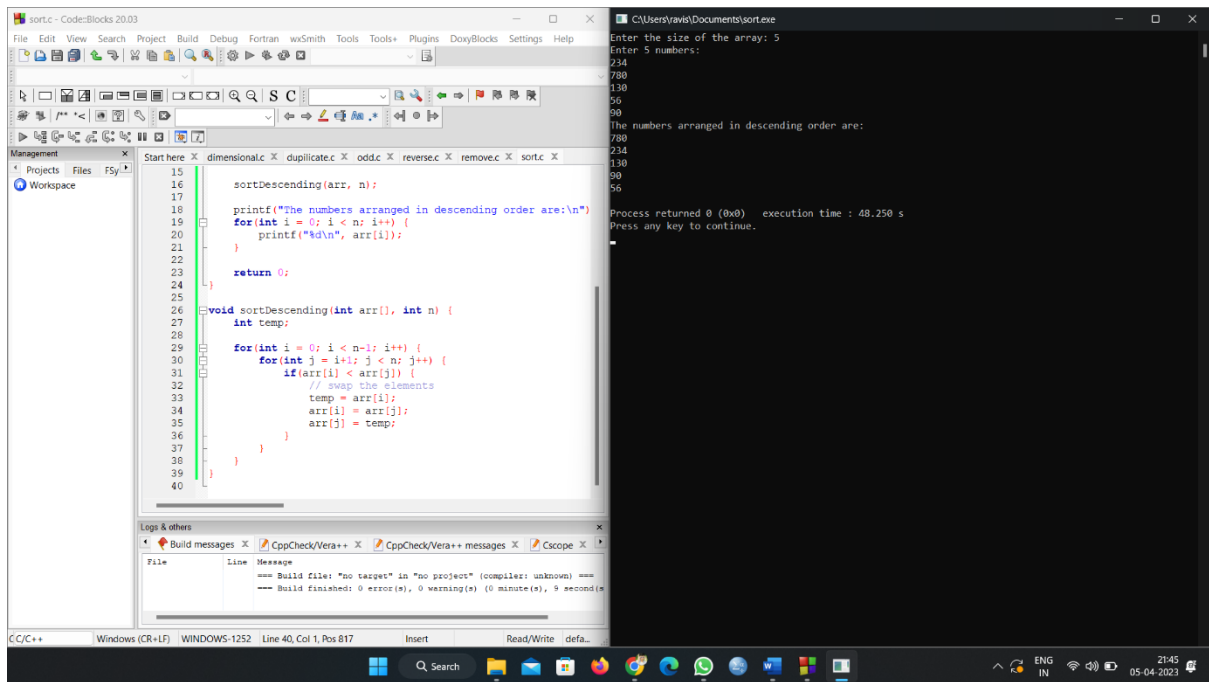 sort.c - Code::Blocks 20.03
File Edit View Search Project Build Debug Fortran wxSmith Tools Tools+ Plugins DoxyBlocks Settings Help
S C
/** *<
Aa .*
Management
Projects Files FSy
Workspace
Start here X dimensional.c X dupilicate.c X odd.c X reverse.c X remove.c X sort.c X
15
16 sortDescending(arr, n);
17
18 printf("The numbers arranged in descending order are:\n")
19 for(int i = 0; i < n; i++) {
20 printf("%d\n", arr[i]);
21 }
22
23 return 0;
24 }
25
26 void sortDescending(int arr[], int n) {
27 int temp;
28
29 for(int i = 0; i < n-1; i++) {
30 for(int j = i+1; j < n; j++) {
31 if(arr[i] < arr[j]) {
32 // swap the elements
33 temp = arr[i];
34 arr[i] = arr[j];
35 arr[j] = temp;
36 }
37 }
38 }
39 }
40
Logs & others
Build messages X CppCheck/Vera++ X CppCheck/Vera++ messages X Cscope X
File Line Message
=== Build file: "no target" in "no project" (compiler: unknown) ===
=== Build finished: 0 error(s), 0 warning(s) (0 minute(s), 9 second(s
C/C++ Windows (CR+LF) WINDOWS-1252 Line 40, Col 1, Pos 817 Insert Read/Write defa...
C:\Users\ravis\Documents\sort.exe
Enter the size of the array: 5
Enter 5 numbers:
234
780
130
56
90
The numbers arranged in descending order are:
780
234
130
90
56
Process returned 0 (0x0) execution time : 48.250 s
Press any key to continue.
Search
ENG
IN
21:45
05-04-2023